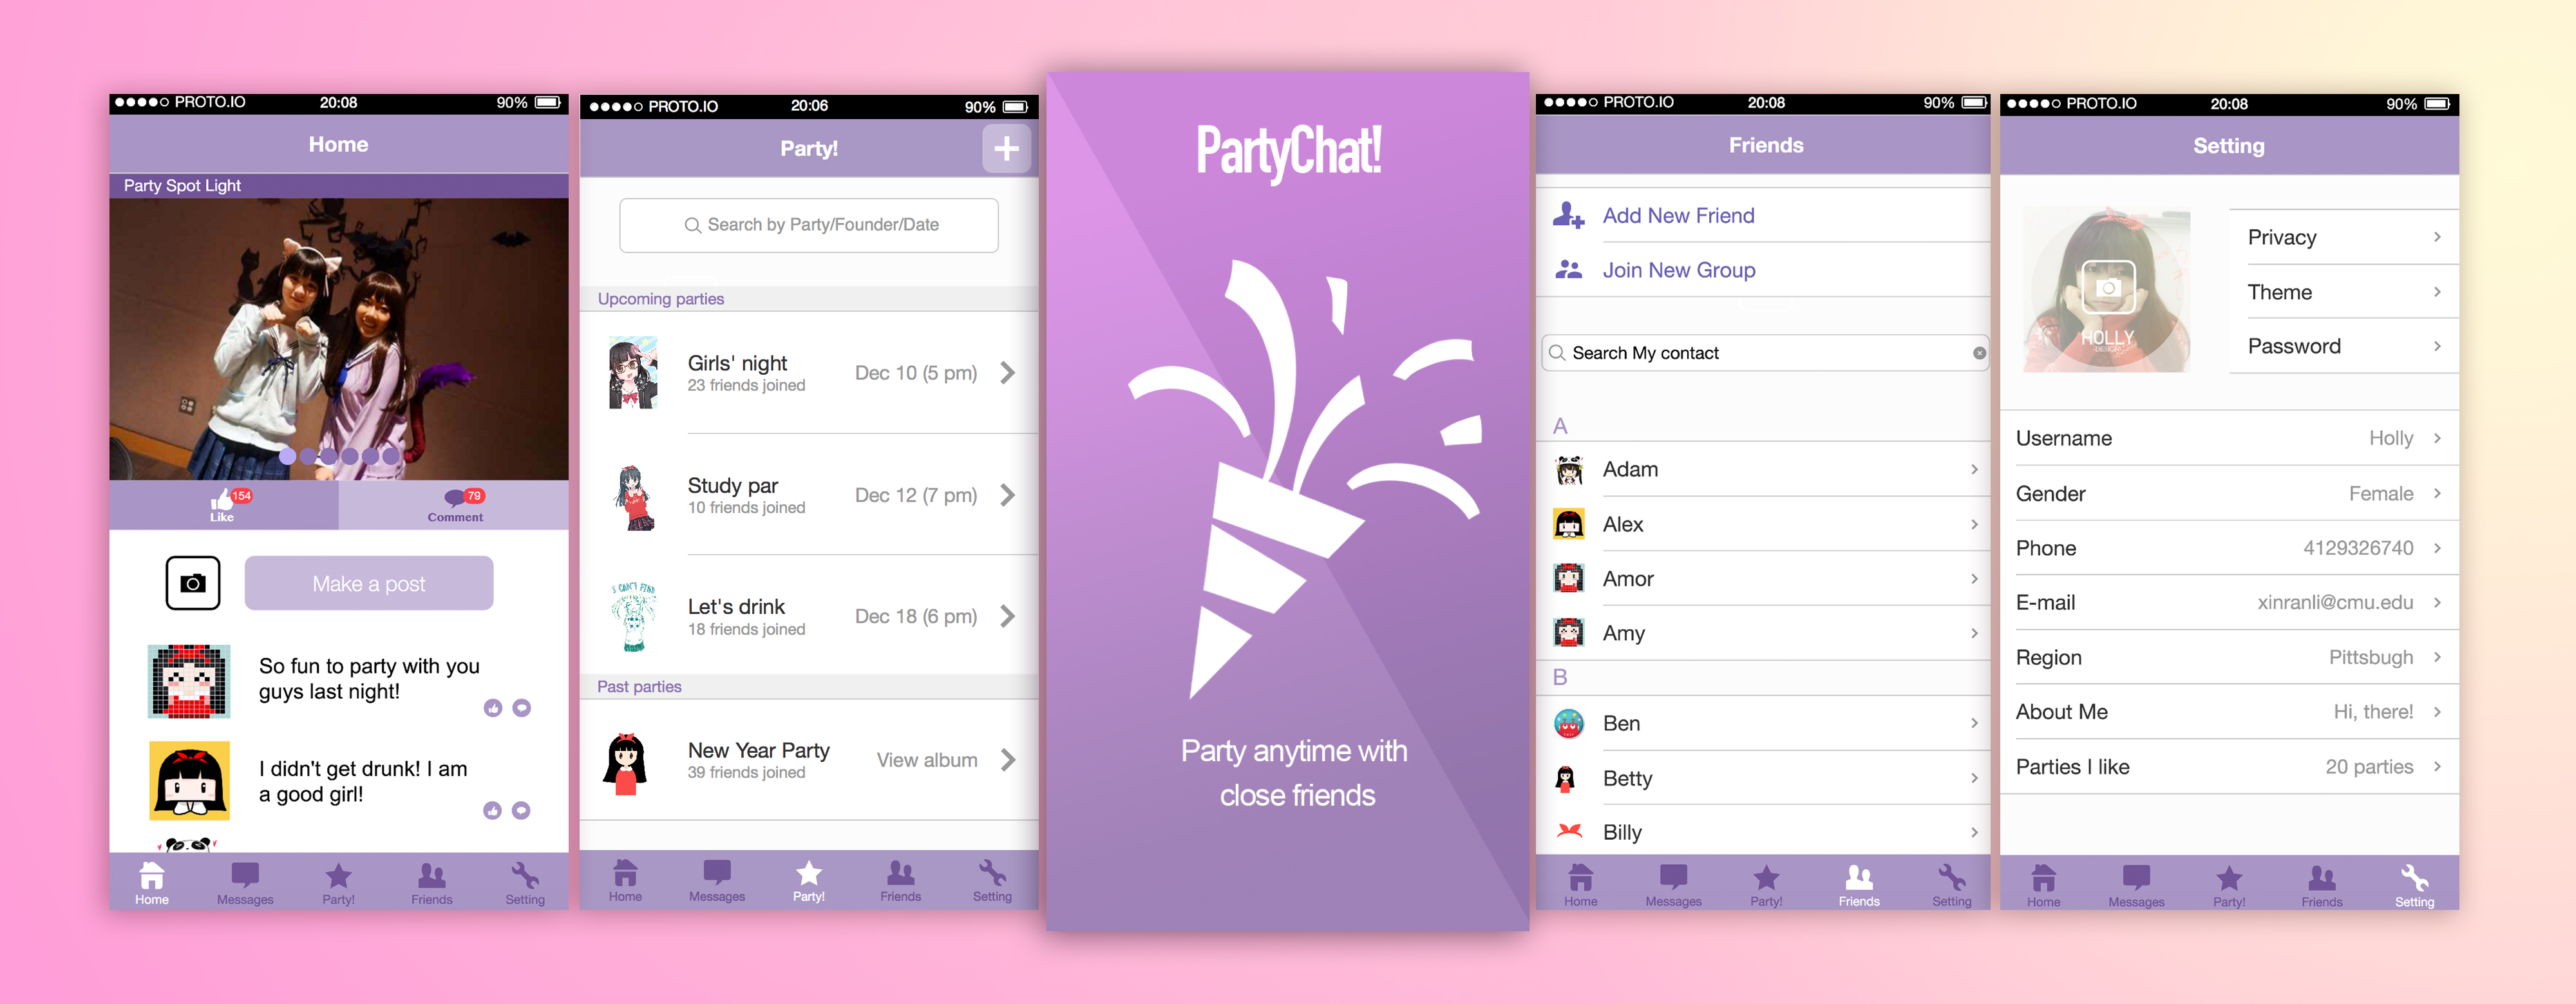 PROTO.IO 20:08 90%
Home
Party Spot Light
154
Like
79
Comment
Make a post
So fun to party with you
guys last night!
I didn't get drunk! I am
a good girl!
Home Messages Party! Friends Setting
PROTO.IO 20:06 90%
Party!
Search by Party/Founder/Date
Upcoming parties
Girls' night
23 friends joined
Dec 10 (5 pm)
Study par
10 friends joined
Dec 12 (7 pm)
I CAN'T FIND
Let's drink
18 friends joined
Dec 18 (6 pm)
Past parties
New Year Party
39 friends joined
View album
Home Messages Party! Friends Setting
PartyChat!
Party anytime with
close friends
PROTO.IO 20:08 90%
Friends
Add New Friend
Join New Group
Search My contact
A
Adam
Alex
Amor
Amy
B
Ben
Betty
Billy
Home Messages Party! Friends Setting
PROTO.IO 20:08 90%
Setting
HOLLY
DESIGN
Privacy
Theme
Password
Username Holly
Gender Female
Phone 4129326740
E-mail xinranli@cmu.edu
Region Pittsbugh
About Me Hi, there!
Parties I like 20 parties
Home Messages Party! Friends Setting